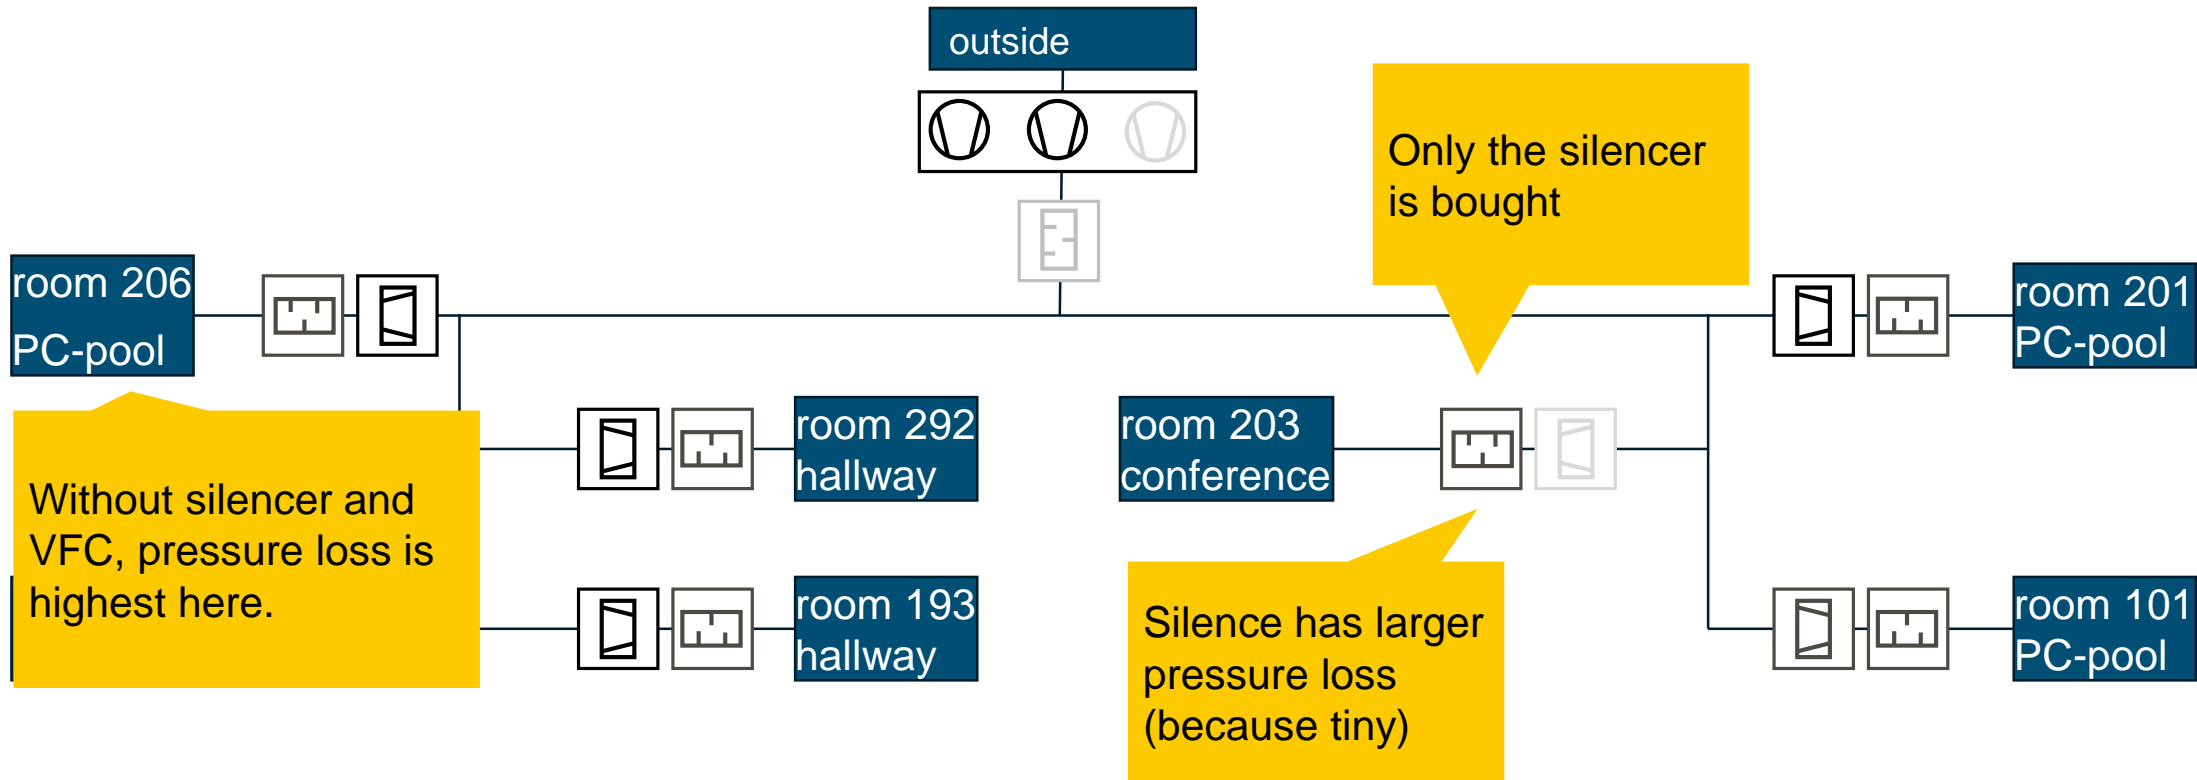 outside
Only the silencer
is bought
room 206
PC-pool
room 201
PC-pool
room 292
hallway
room 203
conference
Without silencer and
VFC, pressure loss is
highest here.
room 193
hallway
Silence has larger
pressure loss
(because tiny)
room 101
PC-pool